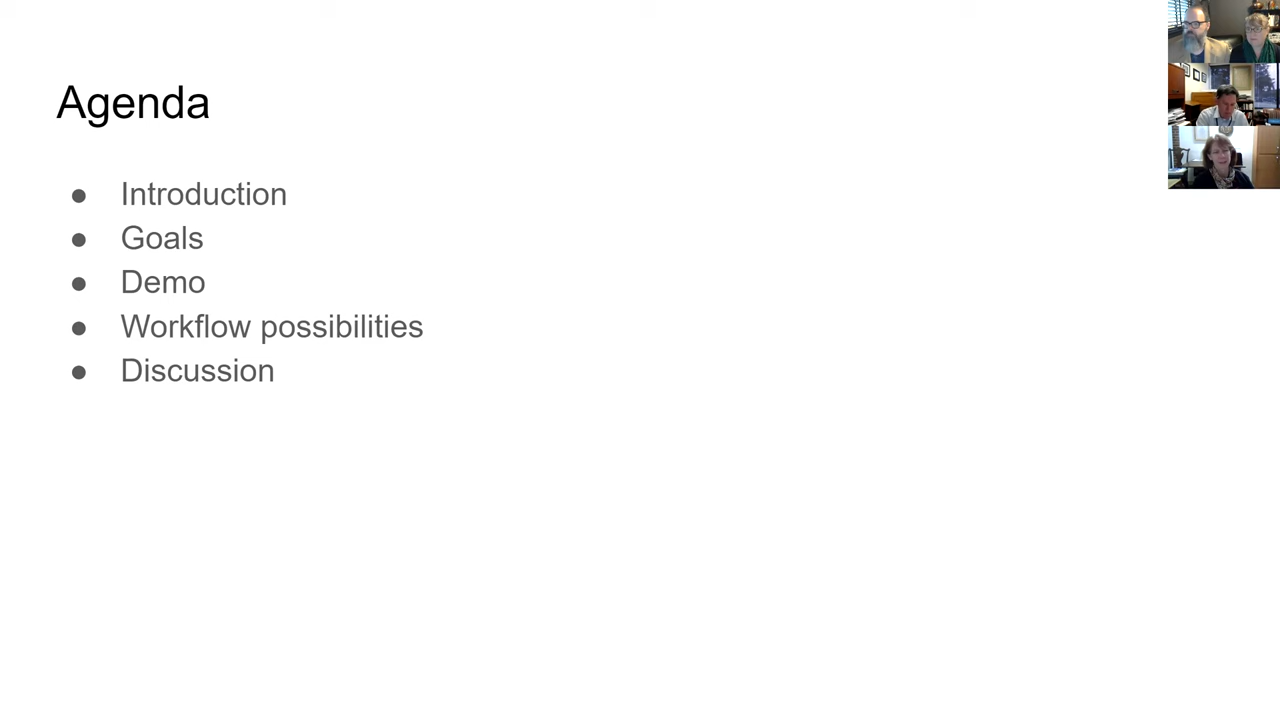 Agenda
● Introduction
● Goals
● Demo
● Workflow possibilities
● Discussion